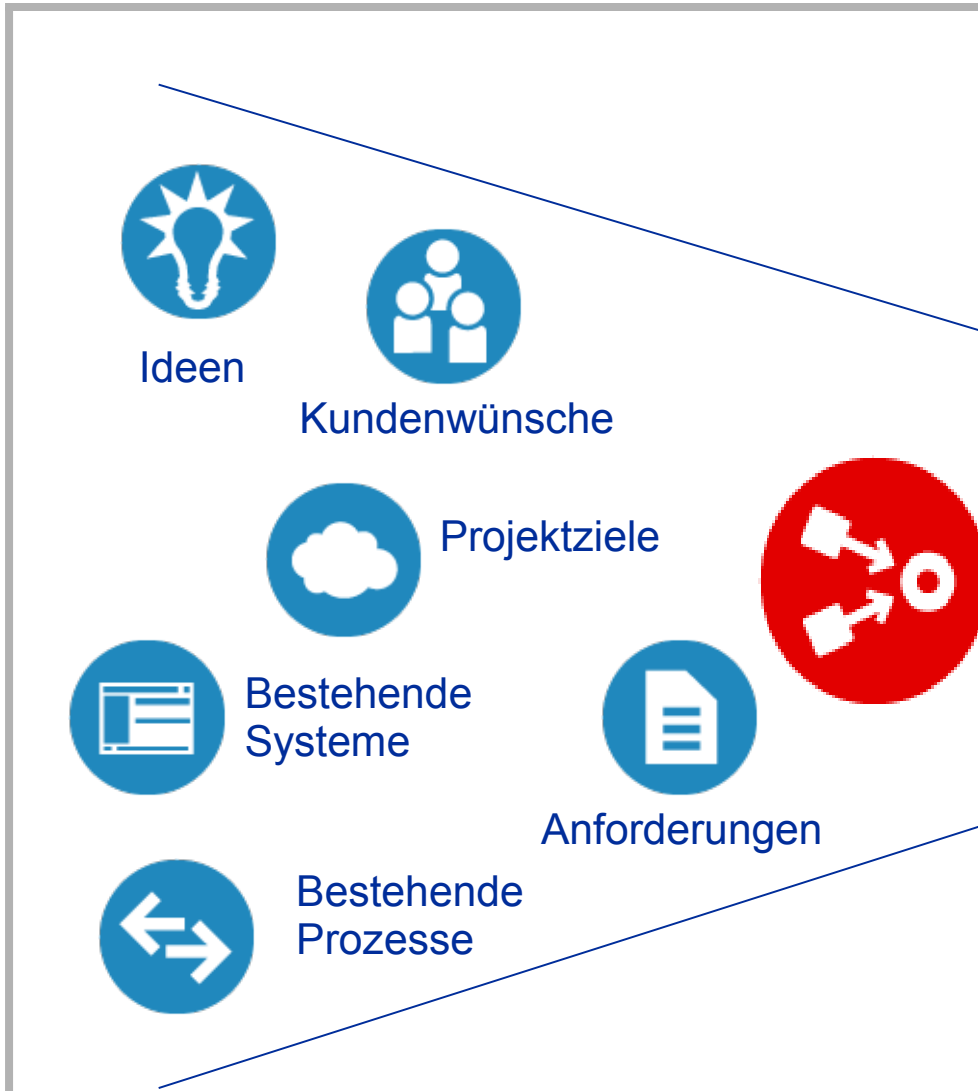 Ideen
Kundenwünsche
Projektziele
Bestehende
Systeme
Anforderungen
Bestehende
Prozesse